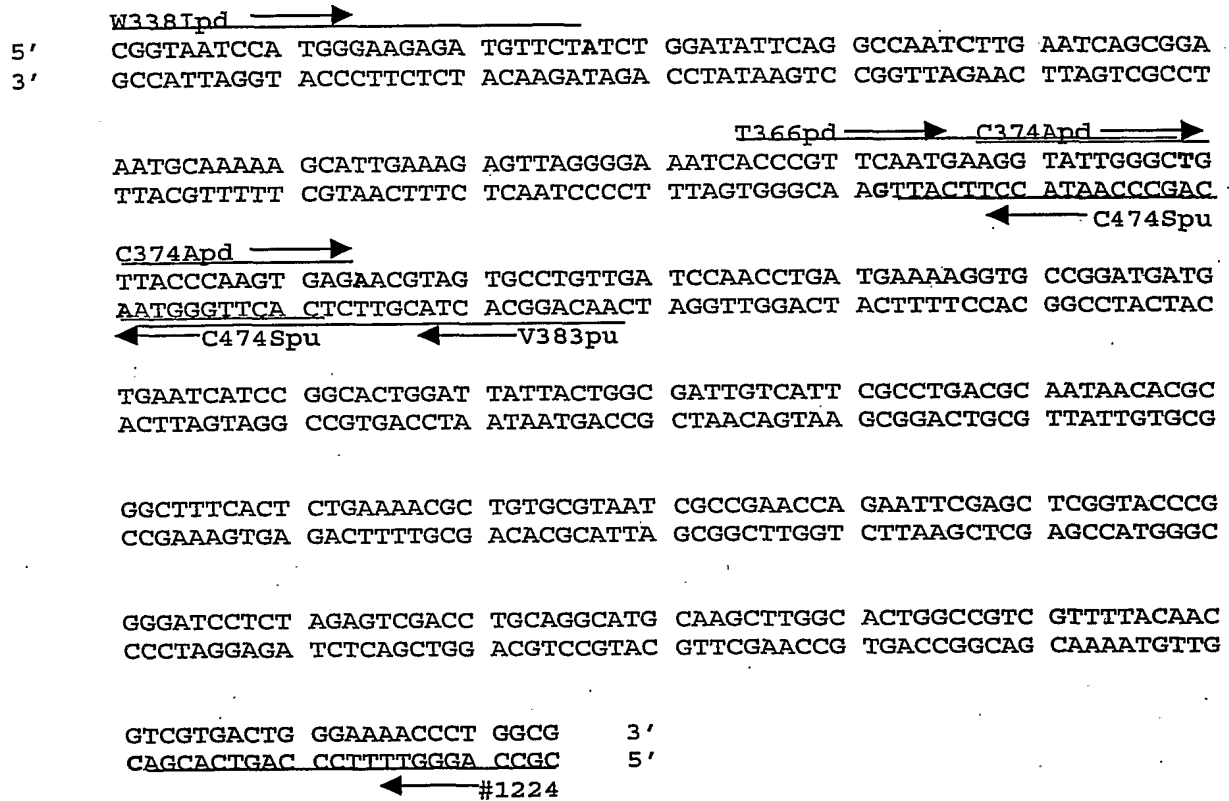 W338Ipd
5' CGGTAATCCA TGGGAAGAGA TGTTCTATCT GGATATTCAG GCCAATCTTG AATCAGCGGA
3' GCCATTAGGT ACCCTTCTCT ACAAGATAGA CCTATAAGTC CGGTTAGAAC TTAGTCGCCT
T366pd C374Apd
AATGCAAAAA GCATTGAAAG AGTTAGGGGA AATCACCCGT TCAATGAAGG TATTGGGCTG
TTACGTTTTT CGTAACTTTC TCAATCCCCT TTAGTGGGCA AGTTACTTCC ATAACCCGAC
C474Spu
C374Apd
TTTACCCAAGT GAGAACGTAG TGCCTGTTGA TCCAACCTGA TGAAAAGGTG CCGGATGATG
AATGGGTTCA CTCTTGCATC ACGGACAACT AGGTTGGACT ACTTTTCCAC GGCCTACTAC
C474Spu V383pu
TGAATCATCC GGCACTGGAT TATTACTGGC GATTGTCATT CGCCTGACGC AATAACACGC
ACTTAGTAGG CCGTGACCTA ATAATGACCG CTAACAGTAA GCGGACTGCG TTATTGTGCG
GGCTTTCACT CTGAAAACGC TGTGCGTAAT CGCCGAACCA GAATTCGAGC TCGGTACCCG
CCGAAAGTGA GACTTTTGCG ACACGCATTA GCGGCTTGGT CTTAAGCTCG AGCCATGGGC
GGGATCCTCT AGAGTCGACC TGCAGGCATG CAAGCTTGGC ACTGGCCGTC GTTTTACAAC
CCCTAGGAGA TCTCAGCTGG ACGTCCGTAC GTTCGAACCG TGACCGGCAG CAAAATGTTG
GTCGTGACTG GGAAAACCCT GGCG 3'
CAGCACTGAC CCTTTTGGGA CCGC 5'
#1224